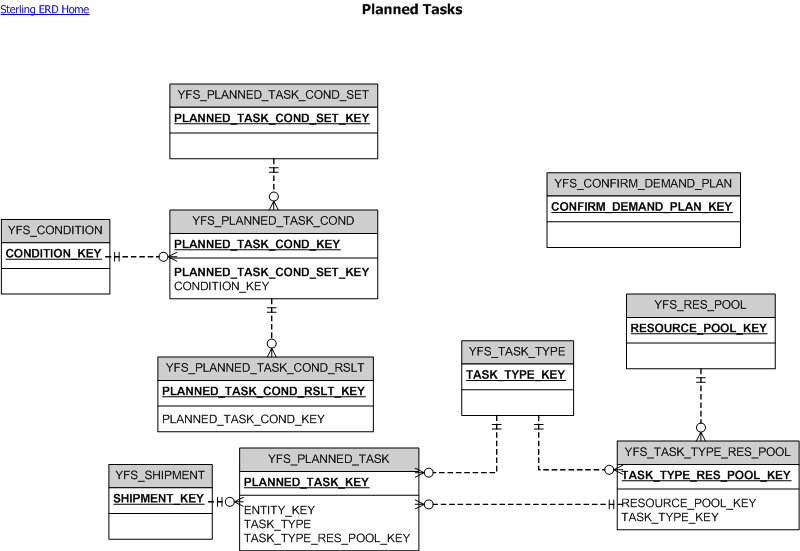 Sterling ERD Home
Planned Tasks
YFS_PLANNED_TASK_COND_SET
PLANNED_TASK_COND_SET_KEY
YFS_CONFIRM_DEMAND_PLAN
CONFIRM_DEMAND_PLAN_KEY
YFS_PLANNED_TASK_COND
PLANNED_TASK_COND_KEY
PLANNED_TASK_COND_SET_KEY
CONDITION_KEY
YFS_CONDITION
CONDITION_KEY
YFS_RES_POOL
RESOURCE_POOL_KEY
YFS_TASK_TYPE
TASK_TYPE_KEY
YFS_PLANNED_TASK_COND_RSLT
PLANNED_TASK_COND_RSLT_KEY
PLANNED_TASK_COND_KEY
YFS_TASK_TYPE_RES_POOL
TASK_TYPE_RES_POOL_KEY
RESOURCE_POOL_KEY
TASK_TYPE_KEY
YFS_PLANNED_TASK
PLANNED_TASK_KEY
ENTITY_KEY
TASK_TYPE
TASK_TYPE_RES_POOL_KEY
YFS_SHIPMENT
SHIPMENT_KEY